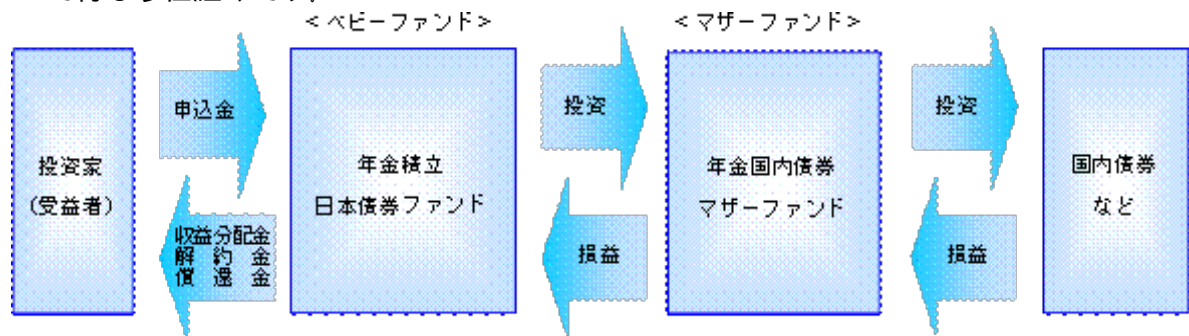 <ベビーファンド>
<マザーファンド>
申込金
投資
投資
投資家
(受益者)
年金積立
日本債券ファンド
年金国内債券
マザーファンド
国内債券
など
収益分配金
解約金
償還金
損益
損益